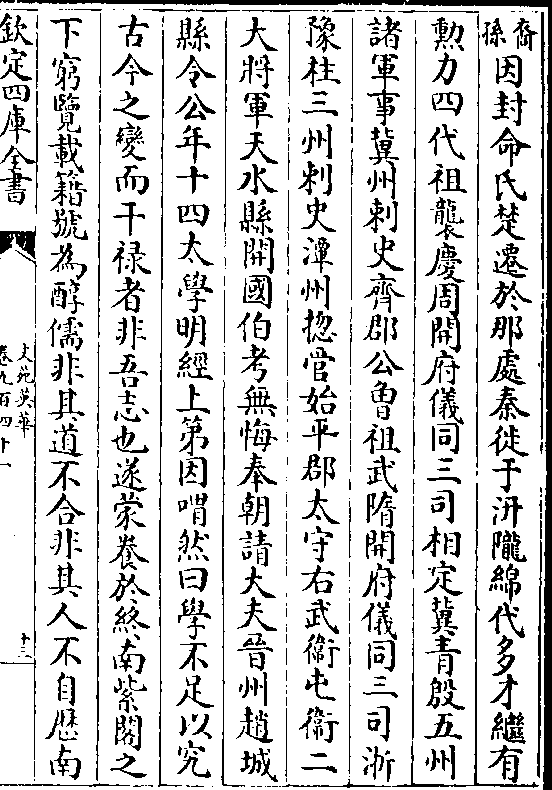 裔孫因封命氏楚遷於那處秦徙于汧隴綿代多才繼有
勲力四代祖襲慶周開府儀同三司相定冀青殷五州
諸軍事冀州刺史齊郡公曾祖武隋開府儀同三司浙
豫柱三州刺史潭州揔管始平郡太守右武衞屯衞二
大將軍天水縣開國伯考無悔奉朝請大夫晉州趙城
縣令公年十四太學明經上第因喟然曰學不足以究
古今之變而干禄者非吾志也遂蒙養於終南紫閣之
下窮覽載籍號為醇儒非其道不合非其人不自歴南
欽定四庫全書
文苑英華
卷九百四十一
十三